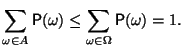 ∑_{ω∈A} P(ω) ≤ ∑_{ω∈Ω} P(ω) = 1.